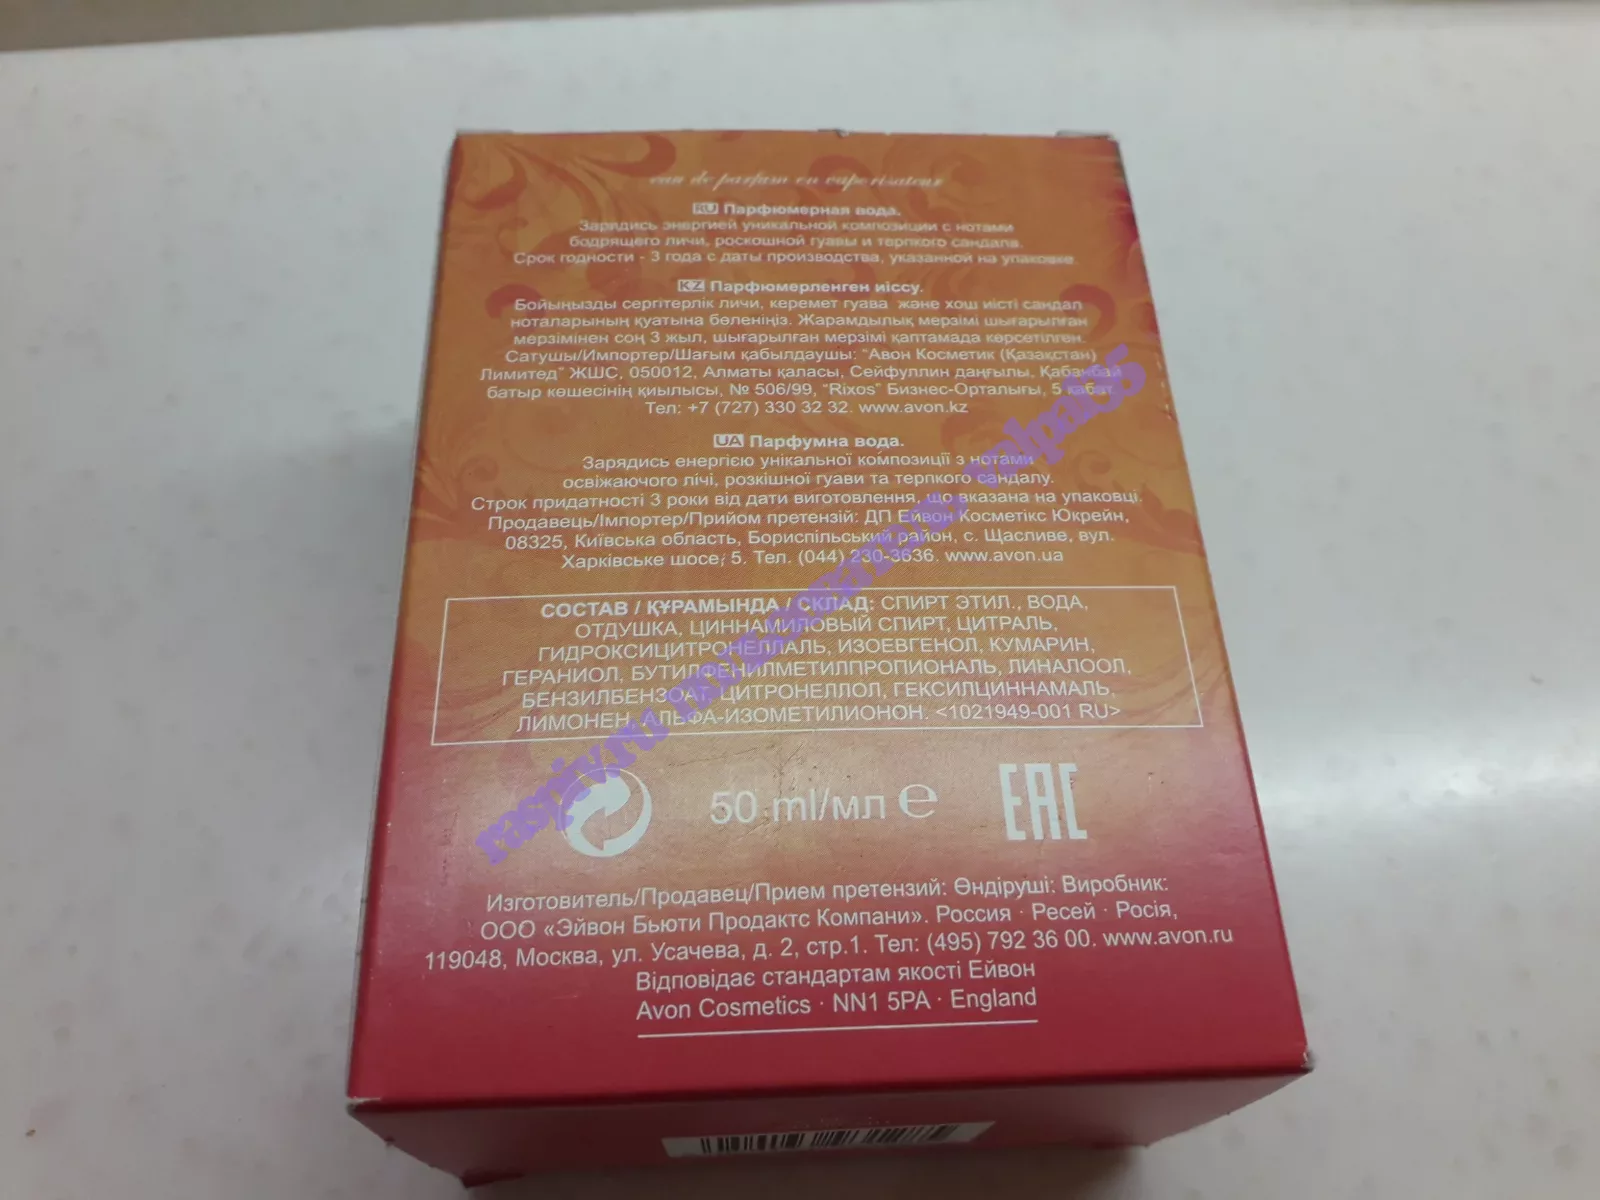 eau de parfum en vaporisateur
RU Парфюмерная вода.
Зарядись энергией уникальной композиции с нотами
бодрящего личи, роскошной гуавы и терпкого сандала.
Срок годности - 3 года с даты производства, указанной на упаковке.
KZ Парфюмерленген иіссу.
Бойыңызды сергітерлік личи, керемет гуава және хош иісті сандал
ноталарының қуатына бөленіңіз. Жарамдылық мерзімі шығарылған
мерзімінен соң 3 жыл, шығарылған мерзімі қаптамада көрсетілген.
Сатушы/Импортер/Шағым қабылдаушы: "Авон Косметик (Қазақстан)
Лимитед" ЖШС, 050012, Алматы қаласы, Сейфуллин даңғылы, Қабанбай
батыр көшесінің қиылысы, № 506/99, "Rixos" Бизнес-Орталығы, 5 қабат.
Тел: +7 (727) 330 32 32. www.avon.kz
UA Парфумна вода.
Зарядись енергією унікальної композиції з нотами
освіжаючого лічі, розкішної гуави та терпкого сандалу.
Строк придатності 3 роки від дати виготовлення, що вказана на упаковці.
Продавець/Імпортер/Прийом претензій: ДП Ейвон Косметікс Юкрейн,
08325, Київська область, Бориспільський район, с. Щасливе, вул.
Харківське шосе, 5. Тел. (044) 230-3636. www.avon.ua
СОСТАВ / ҚҰРАМЫНДА / СКЛАД: СПИРТ ЭТИЛ., ВОДА,
ОТДУШКА, ЦИННАМИЛОВЫЙ СПИРТ, ЦИТРАЛЬ,
ГИДРОКСИЦИТРОНЕЛЛАЛЬ, ИЗОЕВГЕНОЛ, КУМАРИН,
ГЕРАНИОЛ, БУТИЛФЕНИЛМЕТИЛПРОПИОНАЛЬ, ЛИНАЛООЛ,
БЕНЗИЛБЕНЗОАТ, ЦИТРОНЕЛЛОЛ, ГЕКСИЛЦИННАМАЛЬ,
ЛИМОНЕН, АЛЬФА-ИЗОМЕТИЛИОНОН. <1021949-001 RU>
50 ml/мл ℮
EAC
Изготовитель/Продавец/Прием претензий: Өндіруші: Виробник:
ООО «Эйвон Бьюти Продактс Компани». Россия · Ресей · Росія,
119048, Москва, ул. Усачева, д. 2, стр.1. Тел: (495) 792 36 00. www.avon.ru
Відповідає стандартам якості Ейвон
Avon Cosmetics · NN1 5PA · England